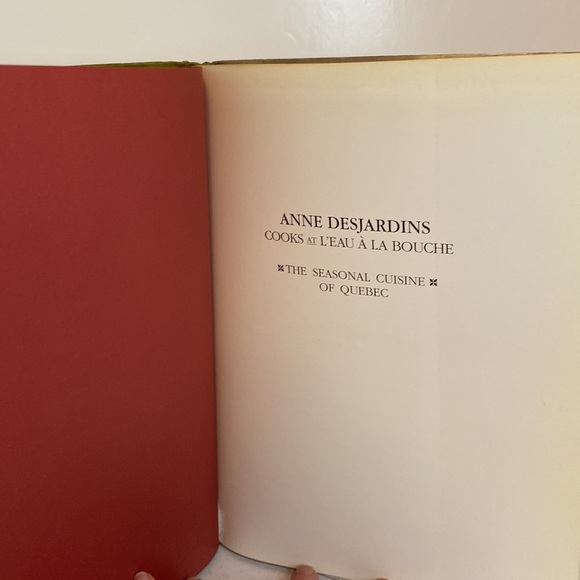 ANNE DESJARDINS
COOKS AT L'EAU À LA BOUCHE
THE SEASONAL CUISINE
OF QUEBEC